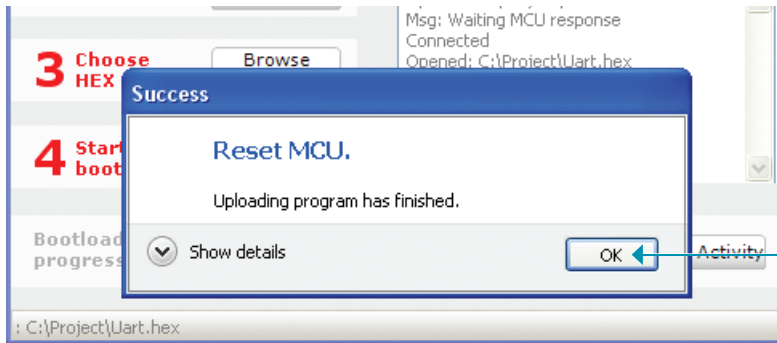 Msg: Waiting MCU response
Connected
3 Choose
HEX
Browse
Opened: C:\Project\Uart.hex
Success
4 Start
boot
Reset MCU.
Uploading program has finished.
Bootload
progress
Show details
OK
Activity
: C:\Project\Uart.hex